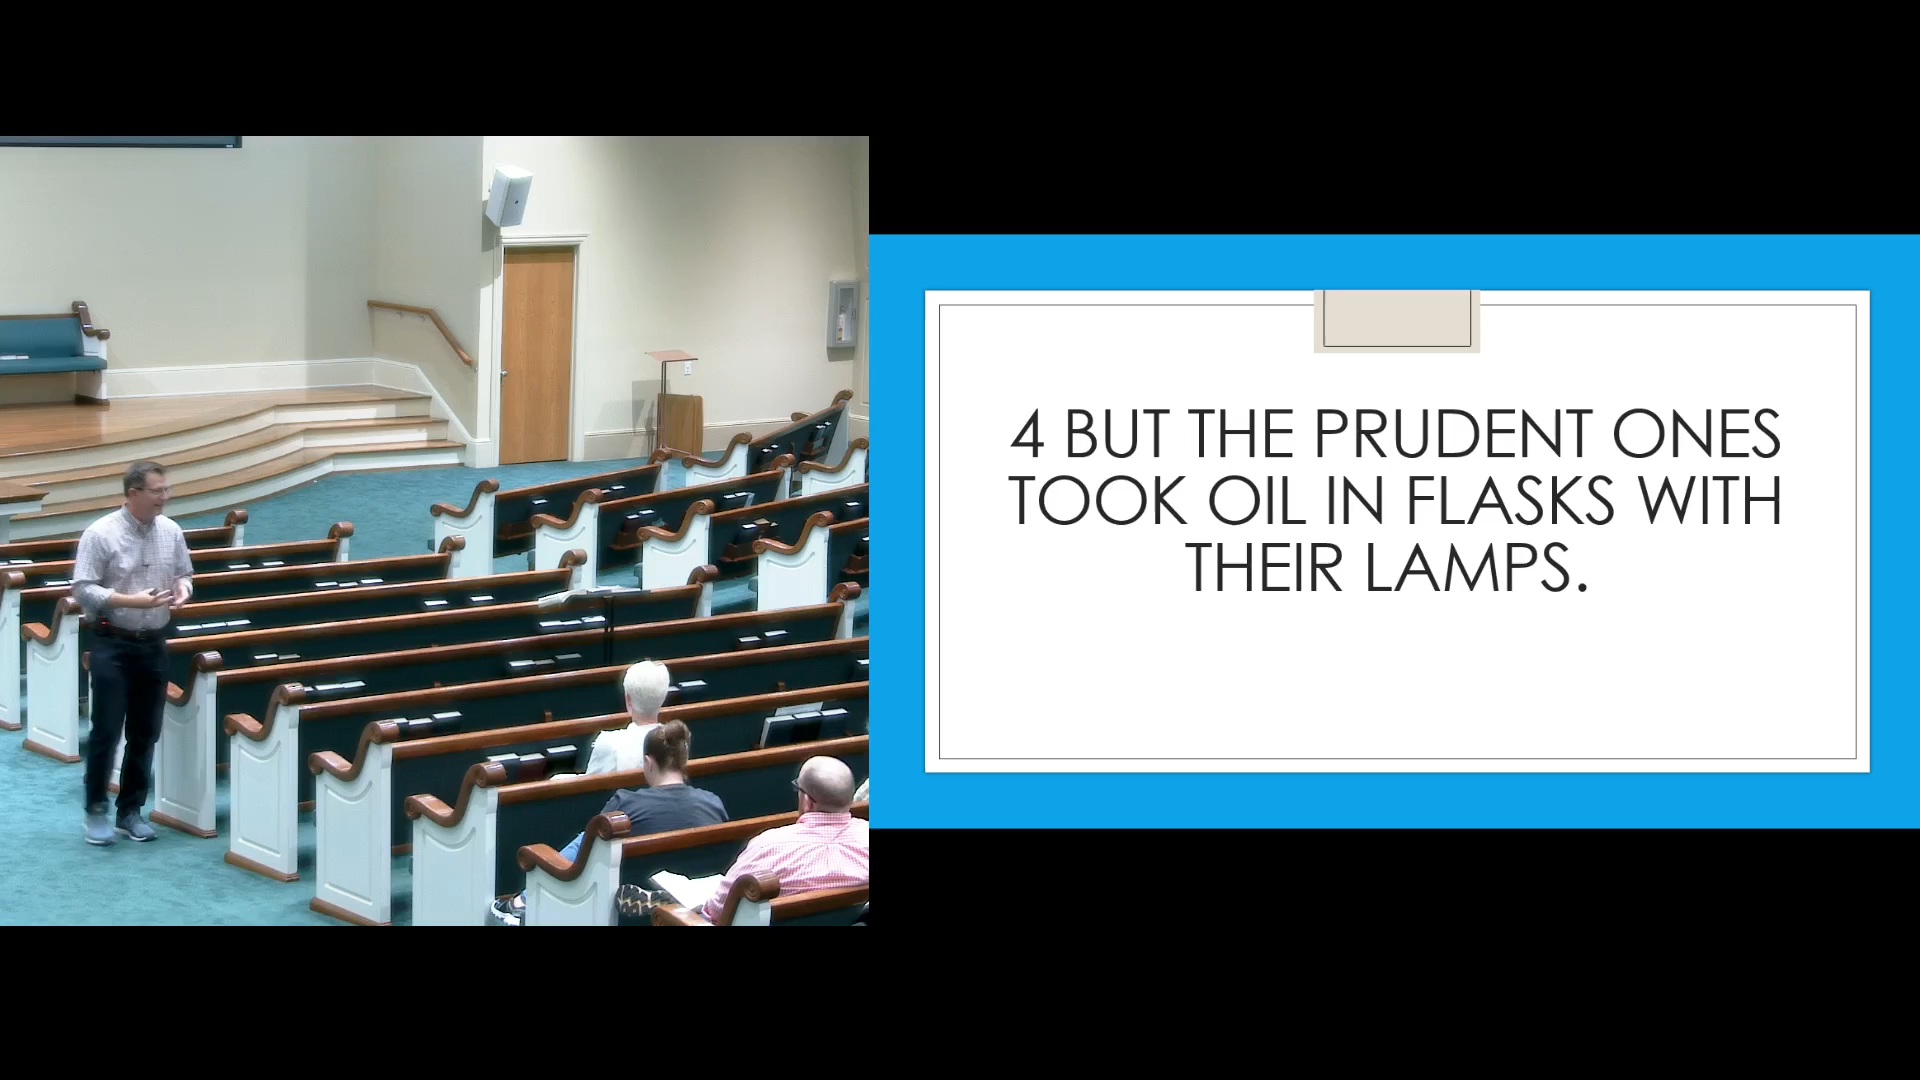 4 BUT THE PRUDENT ONES
TOOK OIL IN FLASKS WITH
THEIR LAMPS.